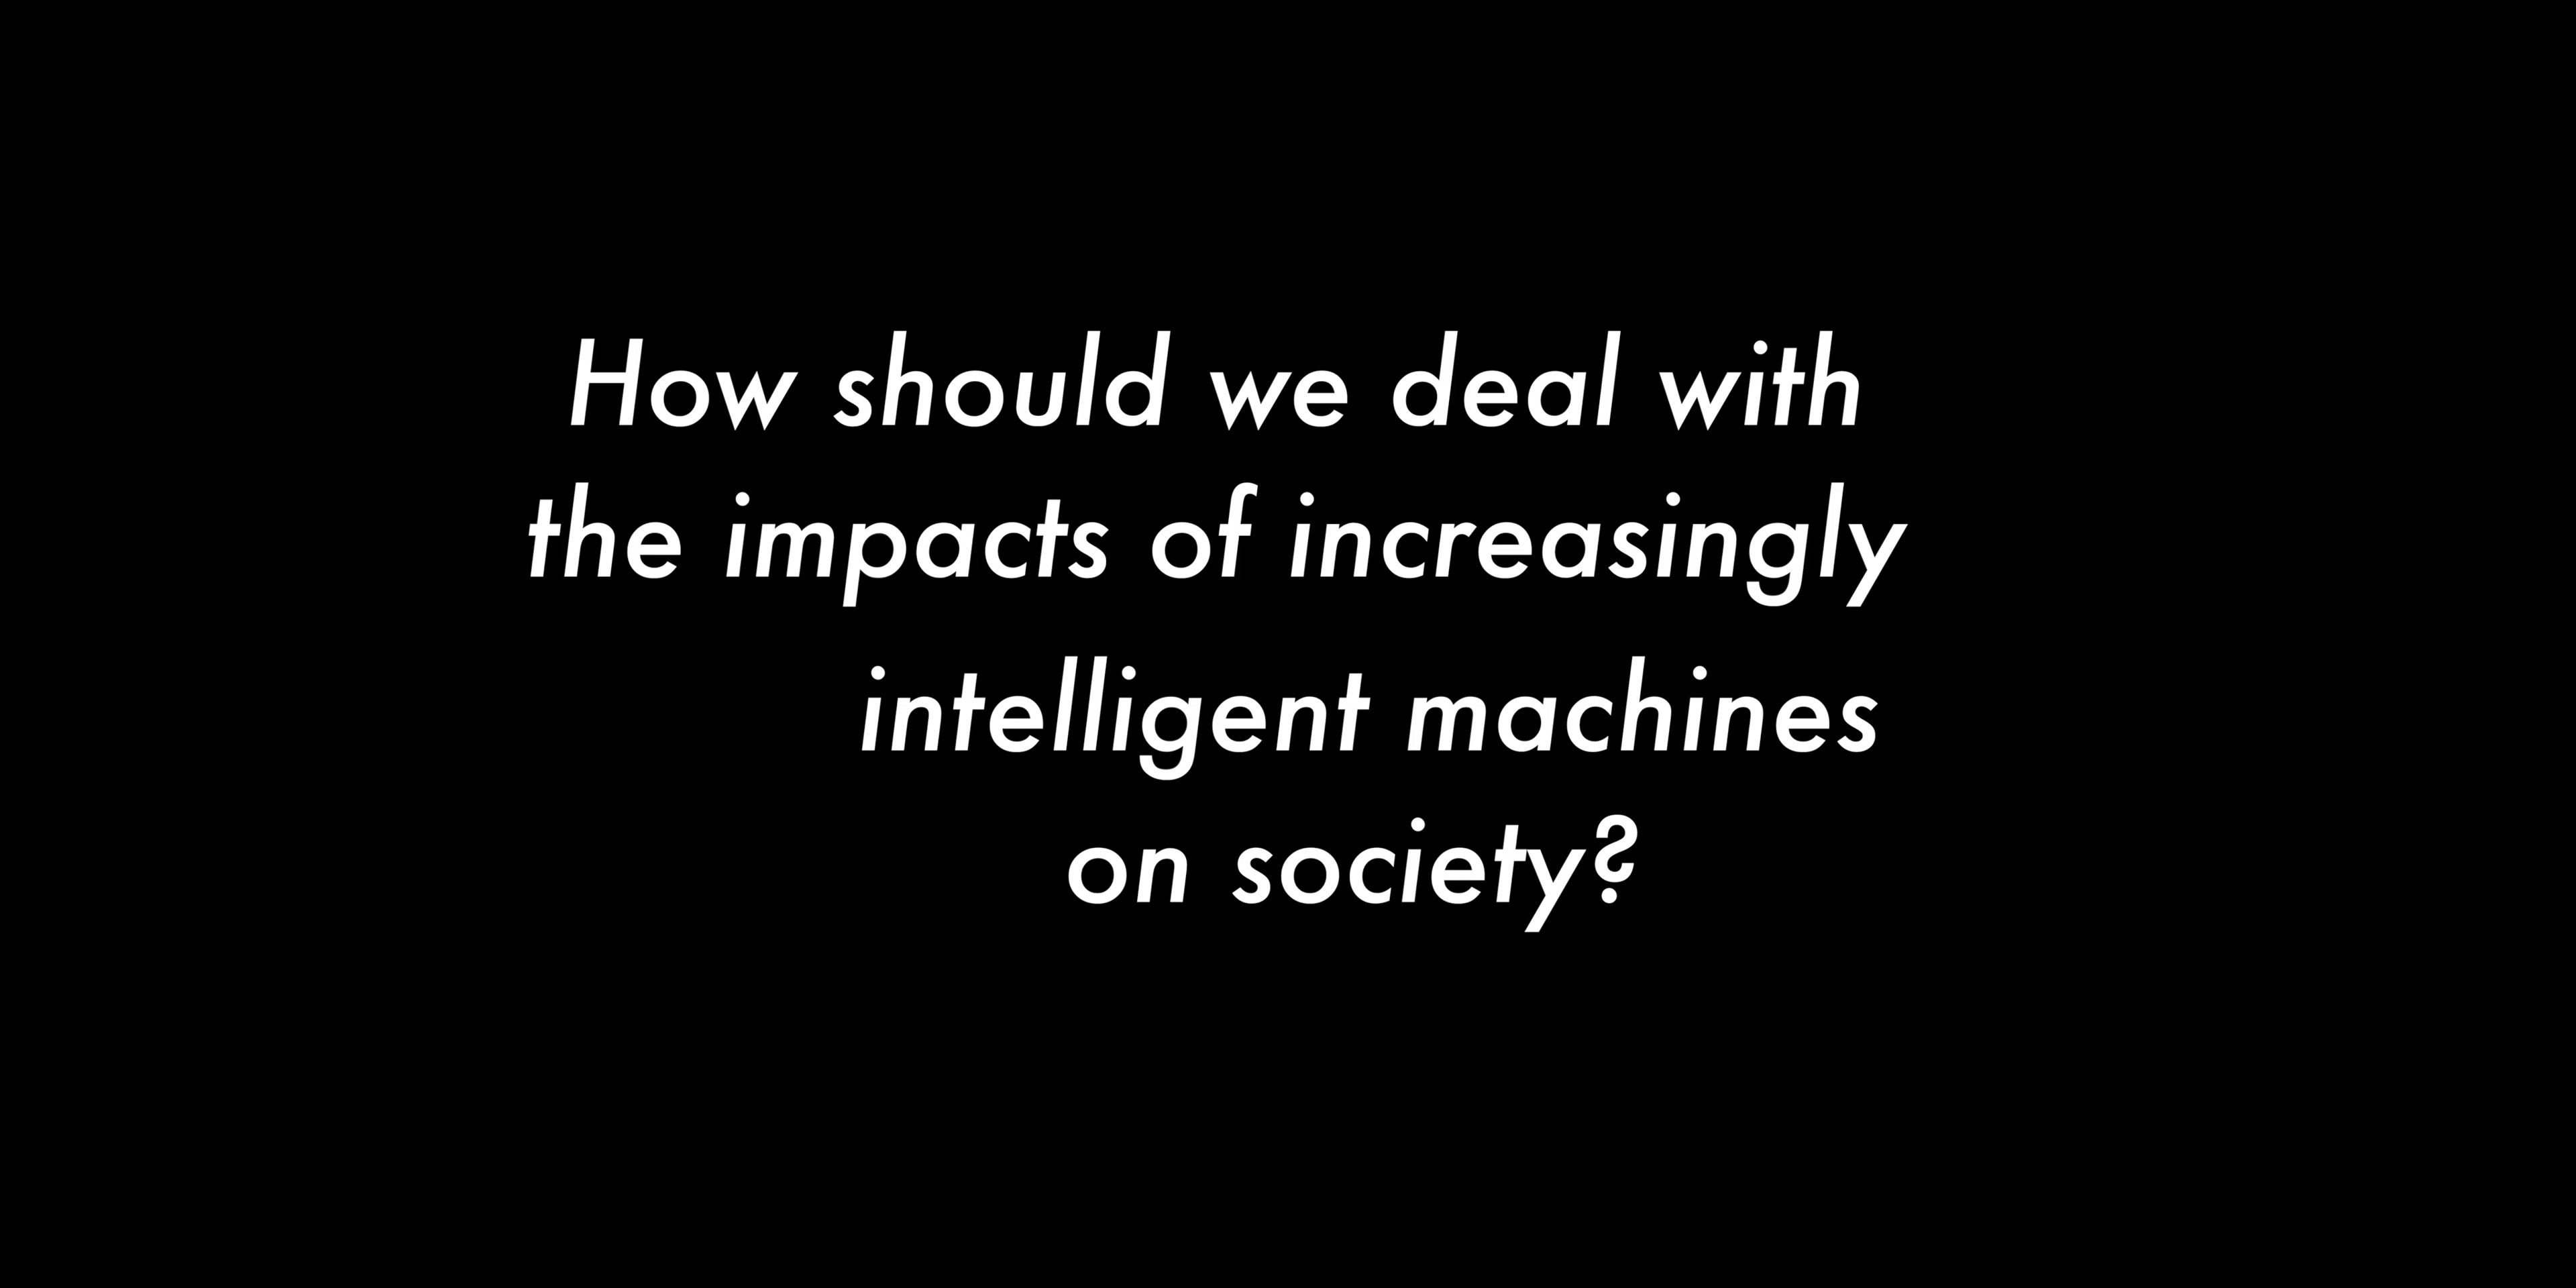 How should we deal with
the impacts of increasingly
intelligent machines
on society?